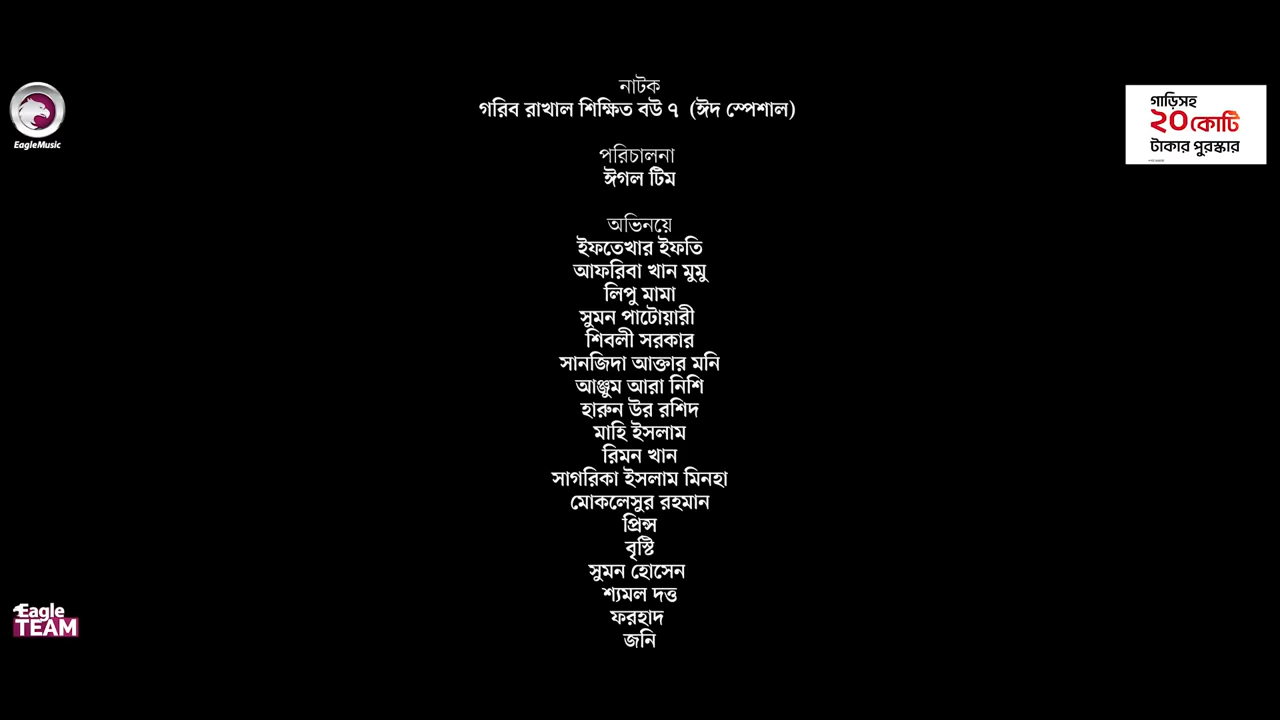 নাটক
গরিব রাখাল শিক্ষিত বউ ৭ (ঈদ স্পেশাল)
পরিচালনা
ঈগল টিম
অভিনয়ে
ইফতেখার ইফতি
আফরিবা খান মুমু
লিপু মামা
সুমন পাটোয়ারী
শিবলী সরকার
সানজিদা আক্তার মনি
আঞ্জুম আরা নিশি
হারুন উর রশিদ
মাহি ইসলাম
রিমন খান
সাগরিকা ইসলাম মিনহা
মোকলেসুর রহমান
প্রিন্স
বৃস্টি
সুমন হোসেন
শ্যমল দত্ত
ফরহাদ
জনি
EagleMusic
গাড়িসহ
২০ কোটি
টাকার পুরস্কার
Eagle
TEAM